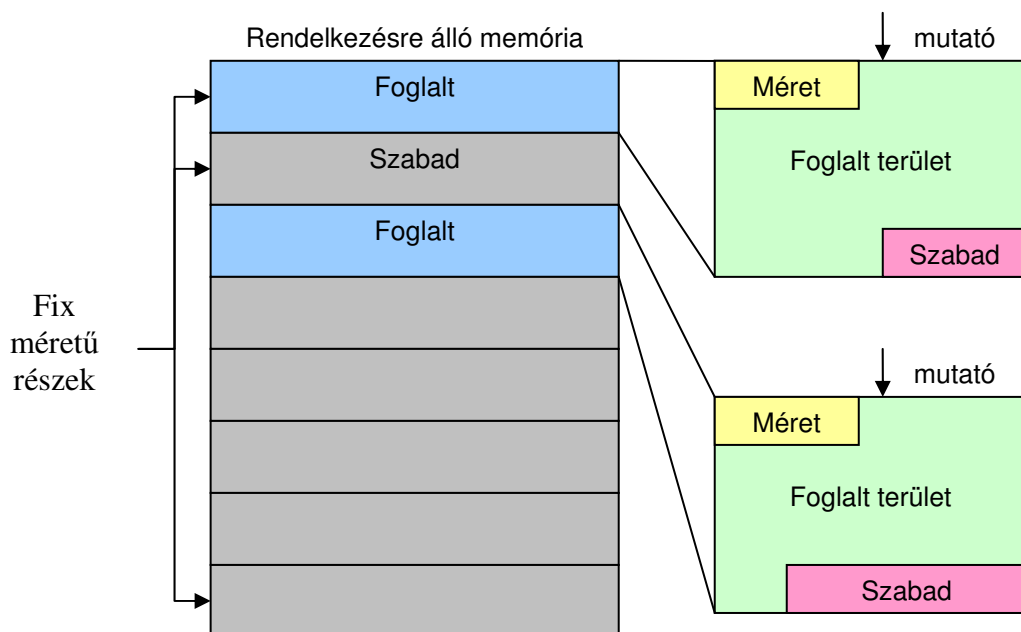 Rendelkezésre álló memória
Foglalt
Szabad
Foglalt
Fix
méretű
részek
mutató
Méret
Foglalt terület
Szabad
mutató
Méret
Foglalt terület
Szabad